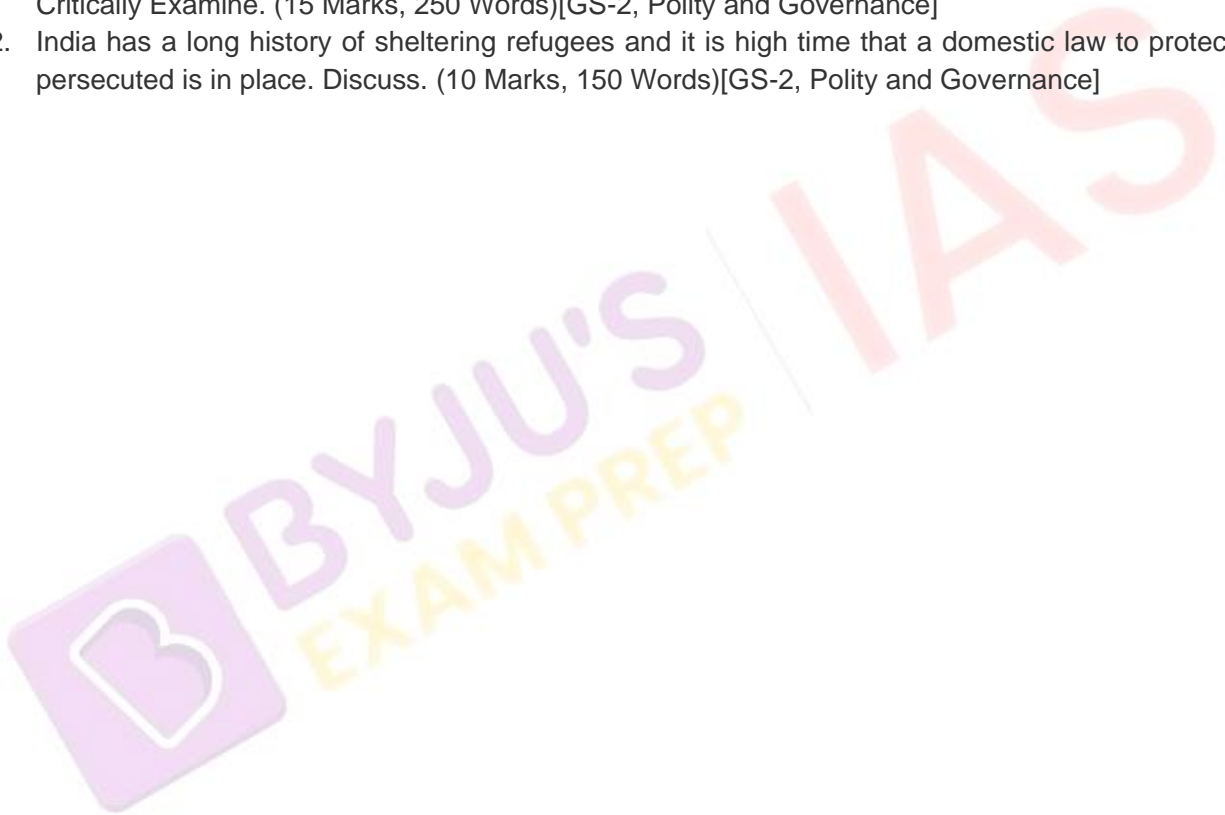 Critically Examine. (15 Marks, 250 Words)[GS-2, Polity and Governance]
2. India has a long history of sheltering refugees and it is high time that a domestic law to protec
persecuted is in place. Discuss. (10 Marks, 150 Words)[GS-2, Polity and Governance]
BYJU'S
EXAM PREP
IAS